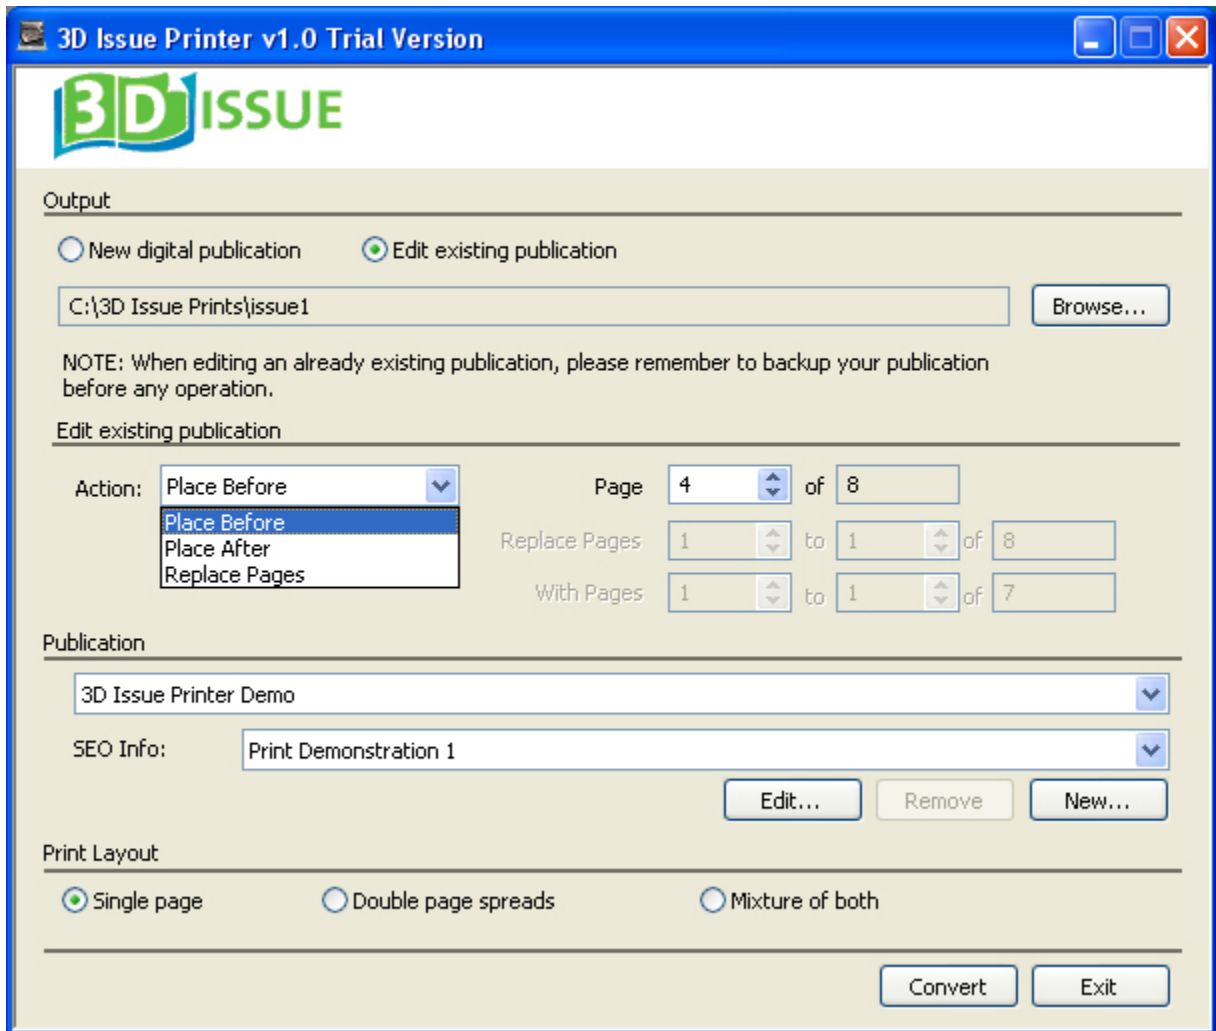 3D Issue Printer v1.0 Trial Version
3D ISSUE
Output
New digital publication Edit existing publication
C:\3D Issue Prints\issue1 Browse...
NOTE: When editing an already existing publication, please remember to backup your publication
before any operation.
Edit existing publication
Action: Place Before Page 4 of 8
Place Before
Place After
Replace Pages
Replace Pages 1 to 1 of 8
With Pages 1 to 1 of 7
Publication
3D Issue Printer Demo
SEO Info: Print Demonstration 1
Edit... Remove New...
Print Layout
Single page Double page spreads Mixture of both
Convert Exit